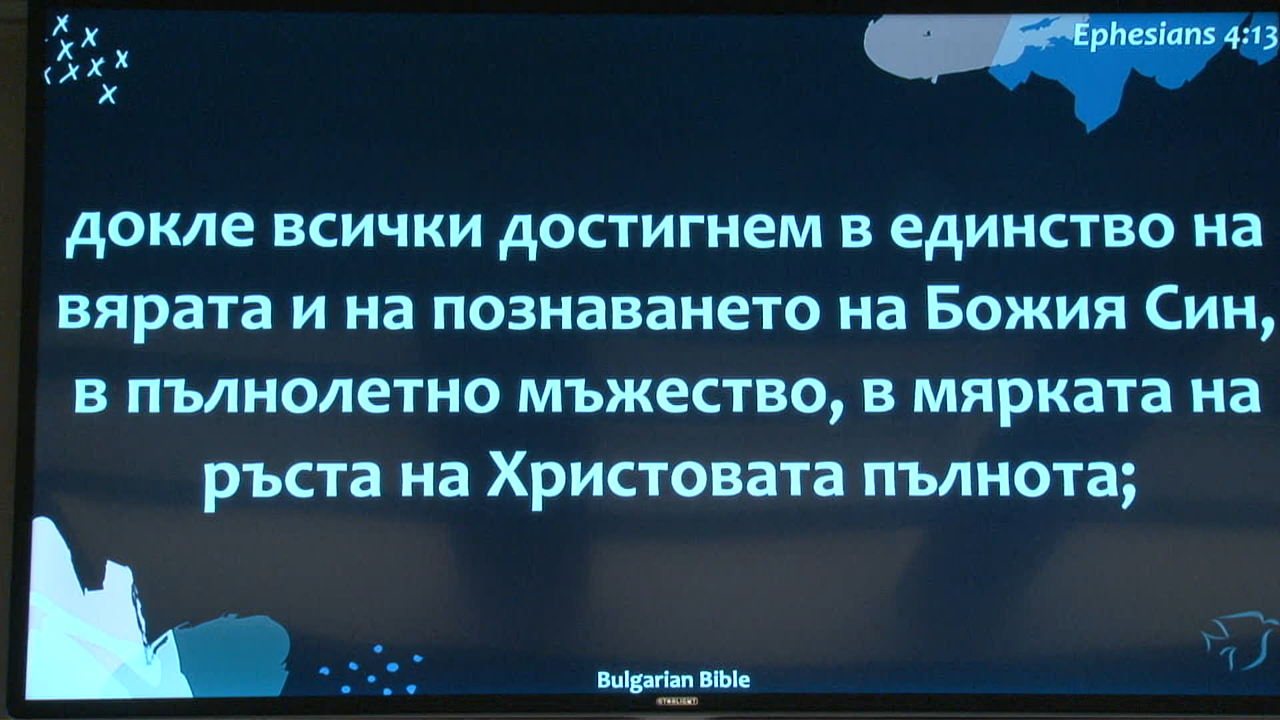 Ephesians 4:13
докле всички достигнем в единство на
вярата и на познаването на Божия Син,
в пълнолетно мъжество, в мярката на
ръста на Христовата пълнота;
Bulgarian Bible
STARLIGHT